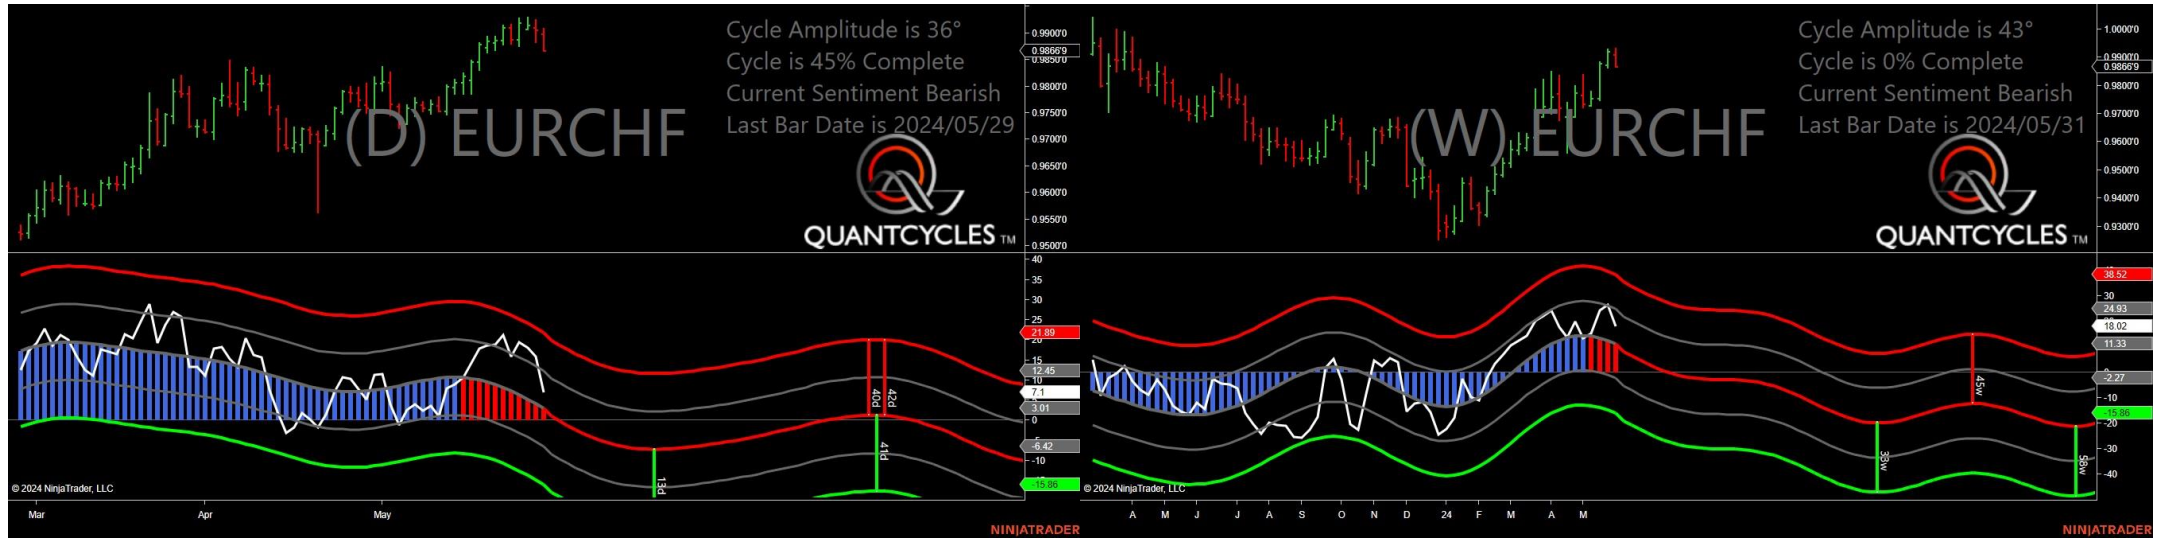 Cycle Amplitude is 36°
Cycle is 45% Complete
Current Sentiment Bearish
Last Bar Date is 2024/05/29
(D) EURCHF
QUANTCYCLES TM
0.9900'0
0.9866'9
0.9850'0
0.9800'0
0.9750'0
0.9700'0
0.9650'0
0.9600'0
0.9550'0
0.9500'0
40
35
30
25
21.89
20
15
12.45
10
7.1
3.01
0
-6.42
-10
-15.86
13d
40d
42d
41d
© 2024 NinjaTrader, LLC
Mar
Apr
May
NINJATRADER
Cycle Amplitude is 43°
Cycle is 0% Complete
Current Sentiment Bearish
Last Bar Date is 2024/05/31
(W) EURCHF
QUANTCYCLES TM
1.0000'0
0.9900'0
0.9866'9
0.9800'0
0.9700'0
0.9600'0
0.9500'0
0.9400'0
0.9300'0
38.52
30
24.93
18.02
11.33
-2.27
-10
-15.86
-20
-30
-40
33w
45w
58w
© 2024 NinjaTrader, LLC
A M J J A S O N D 24 F M A M
NINJATRADER